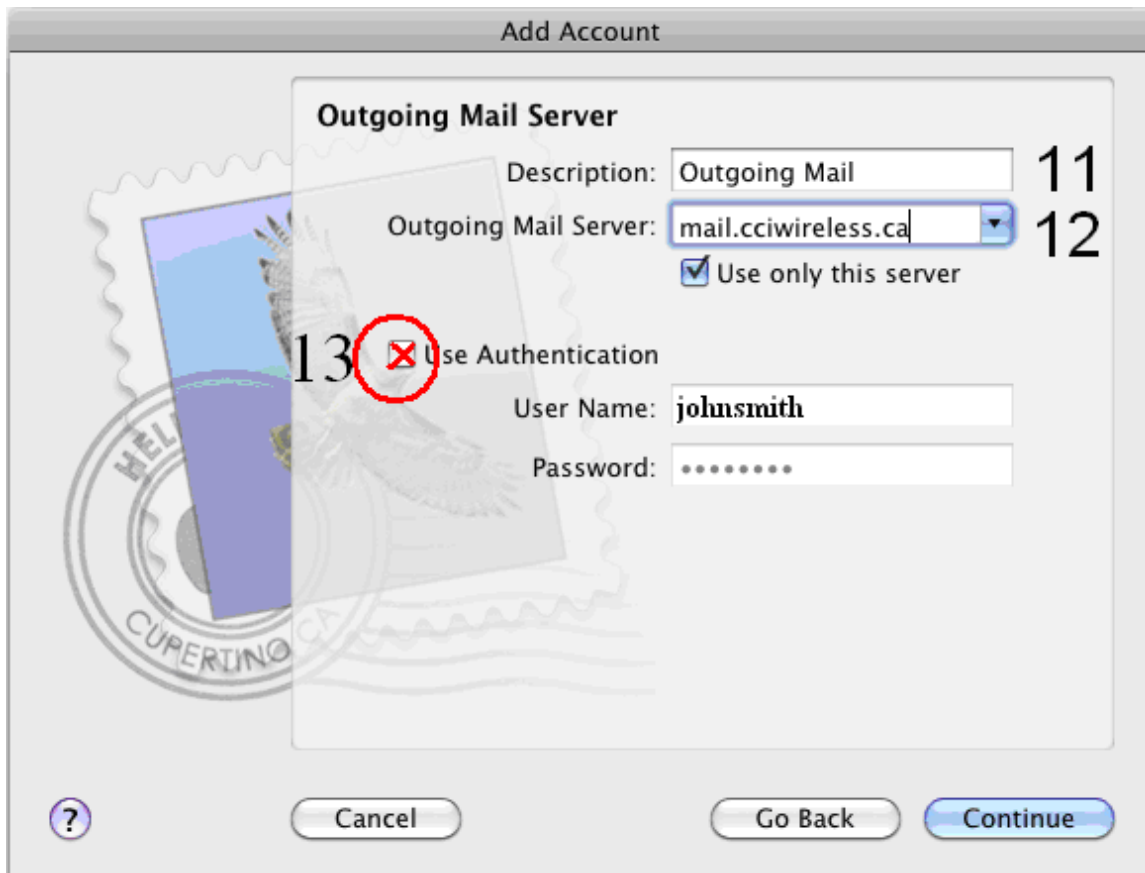 Add Account
Outgoing Mail Server
Description: Outgoing Mail 11
Outgoing Mail Server: mail.cciwireless.ca 12
Use only this server
13 Use Authentication
User Name: johnsmith
Password: ••••••••
CUPERTINO CA
? Cancel Go Back Continue